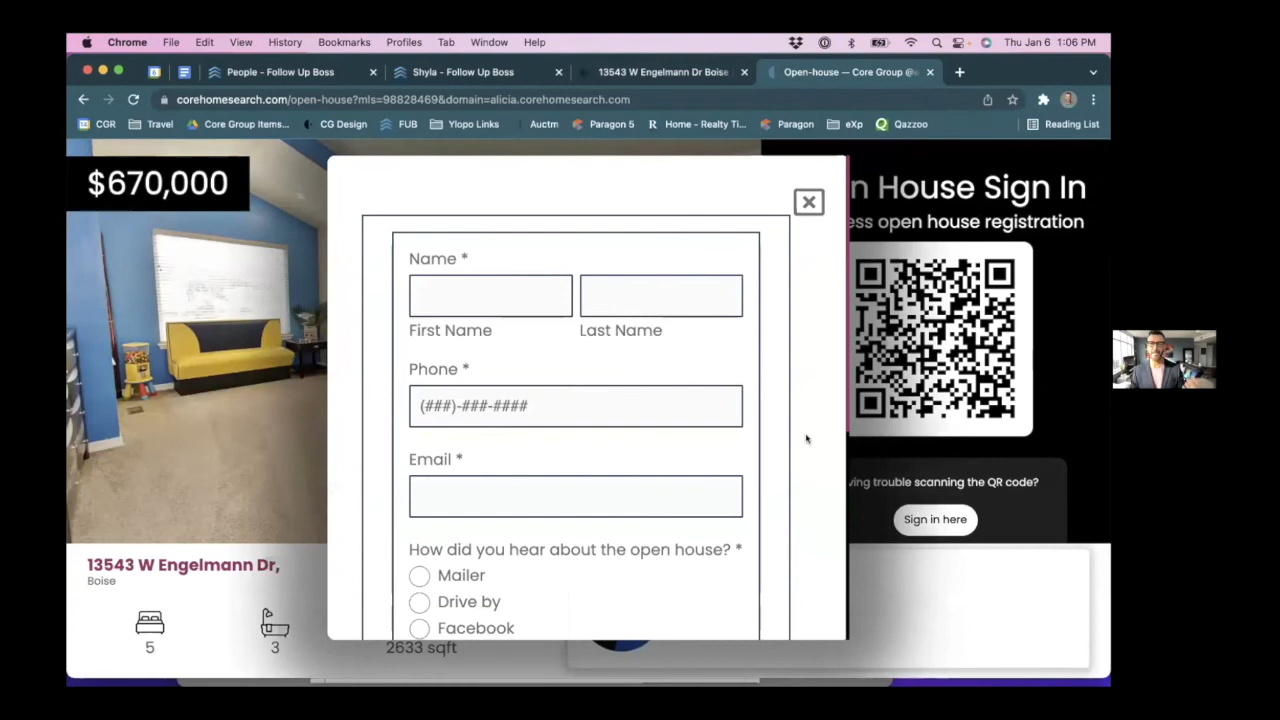 Chrome File Edit View History Bookmarks Profiles Tab Window Help Thu Jan 6 1:06 PM
People - Follow Up Boss Shyla - Follow Up Boss 13543 W Engelmann Dr Boise Open-house — Core Group @
corehomesearch.com/open-house?mls=98828469&domain=alicia.corehomesearch.com
CGR Travel Core Group Items... CG Design FUB Ylopo Links Auctm Paragon 5 Home - Realty Ti... Paragon eXp Qazzoo Reading List
$670,000
n House Sign In
ess open house registration
Name *
First Name Last Name
Phone *
(###)-###-####
Email *
ving trouble scanning the QR code?
Sign in here
How did you hear about the open house? *
Mailer
Drive by
Facebook
13543 W Engelmann Dr,
Boise
5 3 2633 sqft